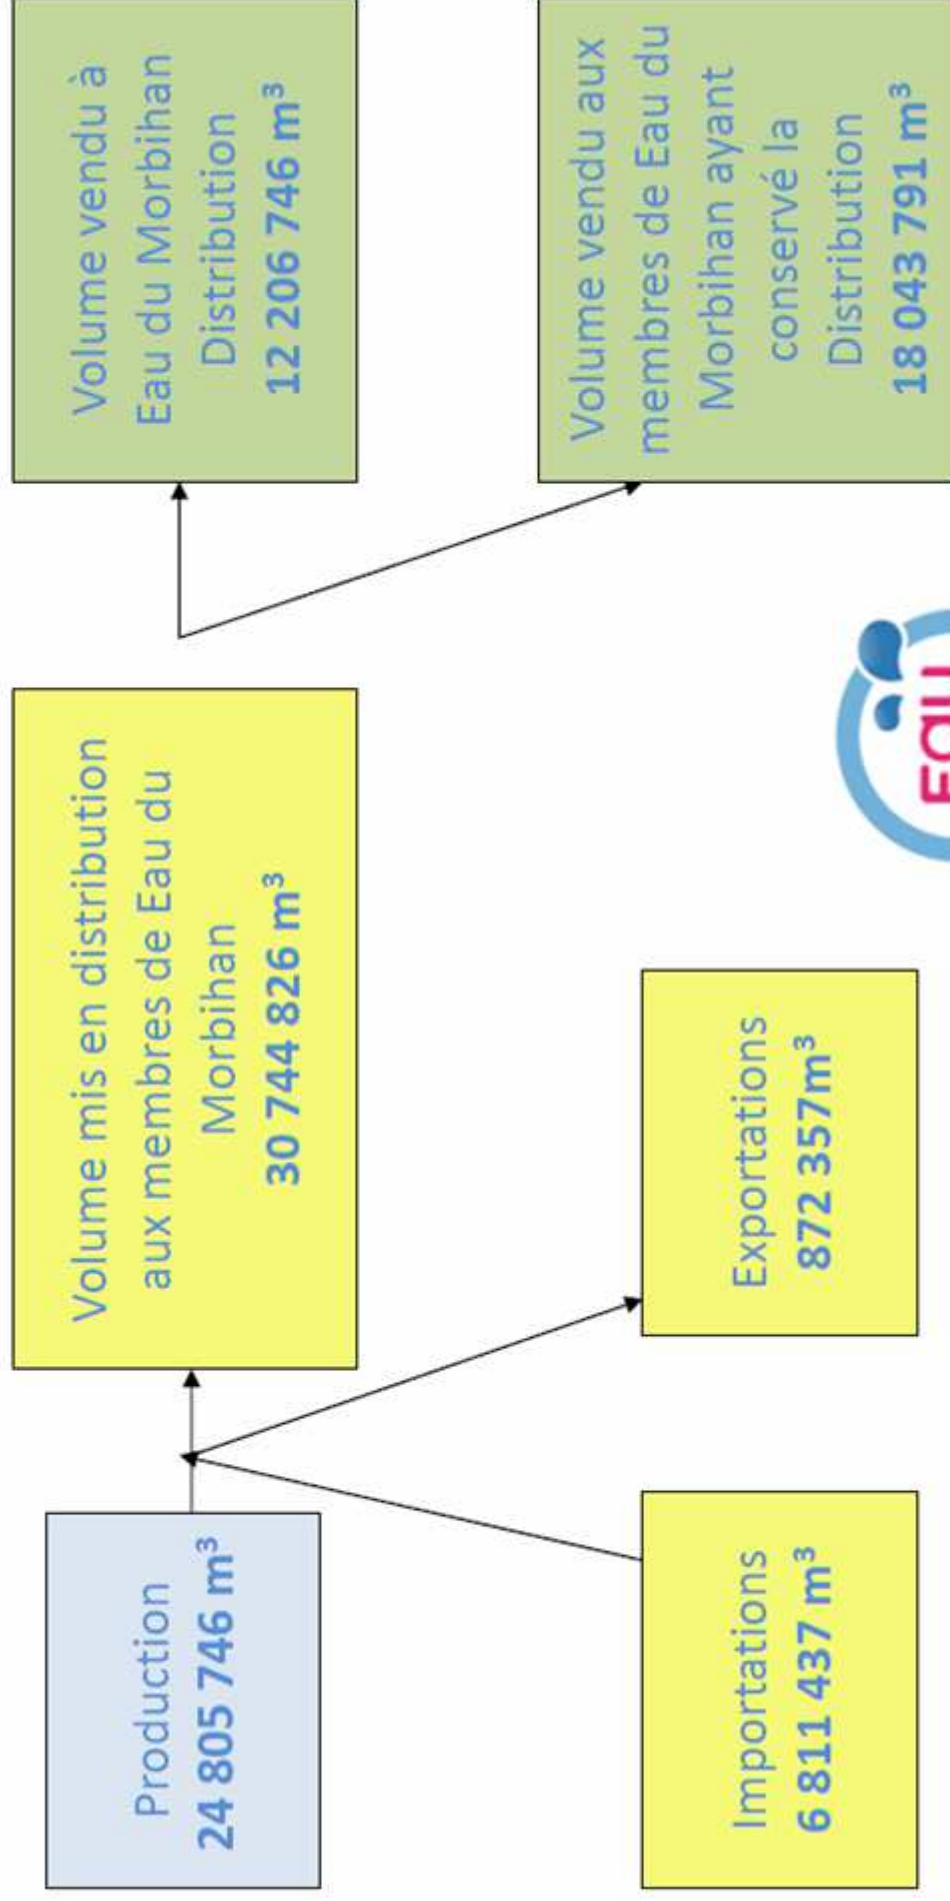 Production
24 805 746 m³
Importations
6 811 437 m³
Volume mis en distribution
aux membres de Eau du
Morbihan
30 744 826 m³
Exportations
872 357m³
Volume vendu à
Eau du Morbihan
Distribution
12 206 746 m³
Volume vendu aux
membres de Eau du
Morbihan ayant
conservé la
Distribution
18 043 791 m³
Eau